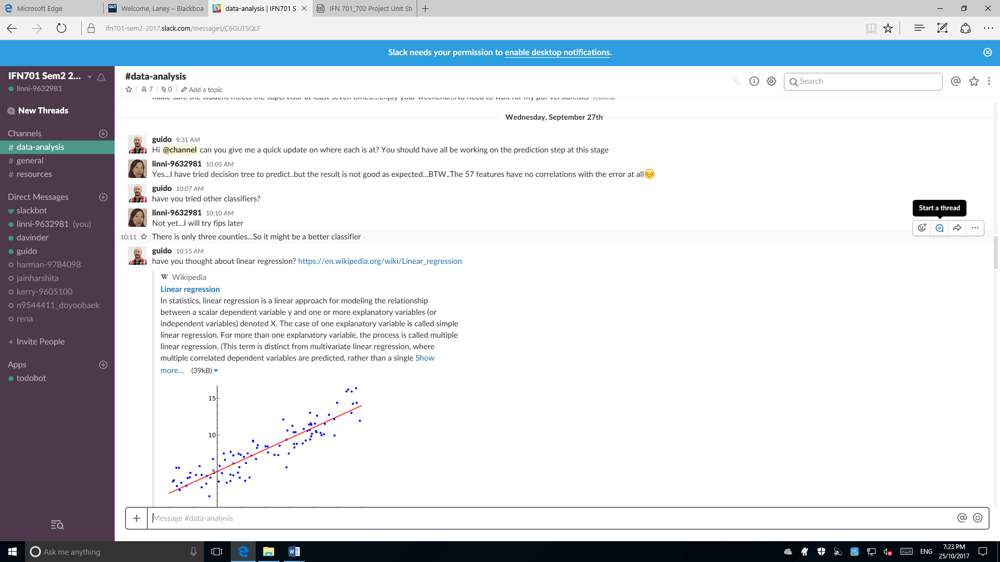 Microsoft Edge
QUT Welcome, Laney – Blackboa
data-analysis | IFN701 S
PDF IFN 701_702 Project Unit Stu
ifn701-sem2-2017.slack.com/messages/C6GUTSQLF
Slack needs your permission to enable desktop notifications.
IFN701 Sem2 2...
linni-9632981
New Threads
Channels
# data-analysis
# general
# resources
Direct Messages
slackbot
linni-9632981 (you)
davinder
guido
harman-9784098
jainharshita
kerry-9605100
n9544411_doyoobaek
rena
+ Invite People
Apps
todobot
#data-analysis
7 0 Add a topic
Search
make sure the student meets the supervisor at least seven times....enjoy your weekend...No need to wait for my pdf version..tks (edited)
Wednesday, September 27th
guido 9:31 AM
Hi @channel can you give me a quick update on where each is at? You should have all be working on the prediction step at this stage
linni-9632981 10:05 AM
Yes...I have tried decision tree to predict..but the result is not good as expected...BTW..The 57 features have no correlations with the error at all
guido 10:07 AM
have you tried other classifiers?
linni-9632981 10:10 AM
Not yet...I will try fips later
Start a thread
10:11 There is only three counties...So it might be a better classifier
guido 10:15 AM
have you thought about linear regression? https://en.wikipedia.org/wiki/Linear_regression
W Wikipedia
Linear regression
In statistics, linear regression is a linear approach for modeling the relationship
between a scalar dependent variable y and one or more explanatory variables (or
independent variables) denoted X. The case of one explanatory variable is called simple
linear regression. For more than one explanatory variable, the process is called multiple
linear regression. (This term is distinct from multivariate linear regression, where
multiple correlated dependent variables are predicted, rather than a single Show
more... (39kB)
15
10
5
Message #data-analysis
Ask me anything
ENG
7:23 PM
25/10/2017